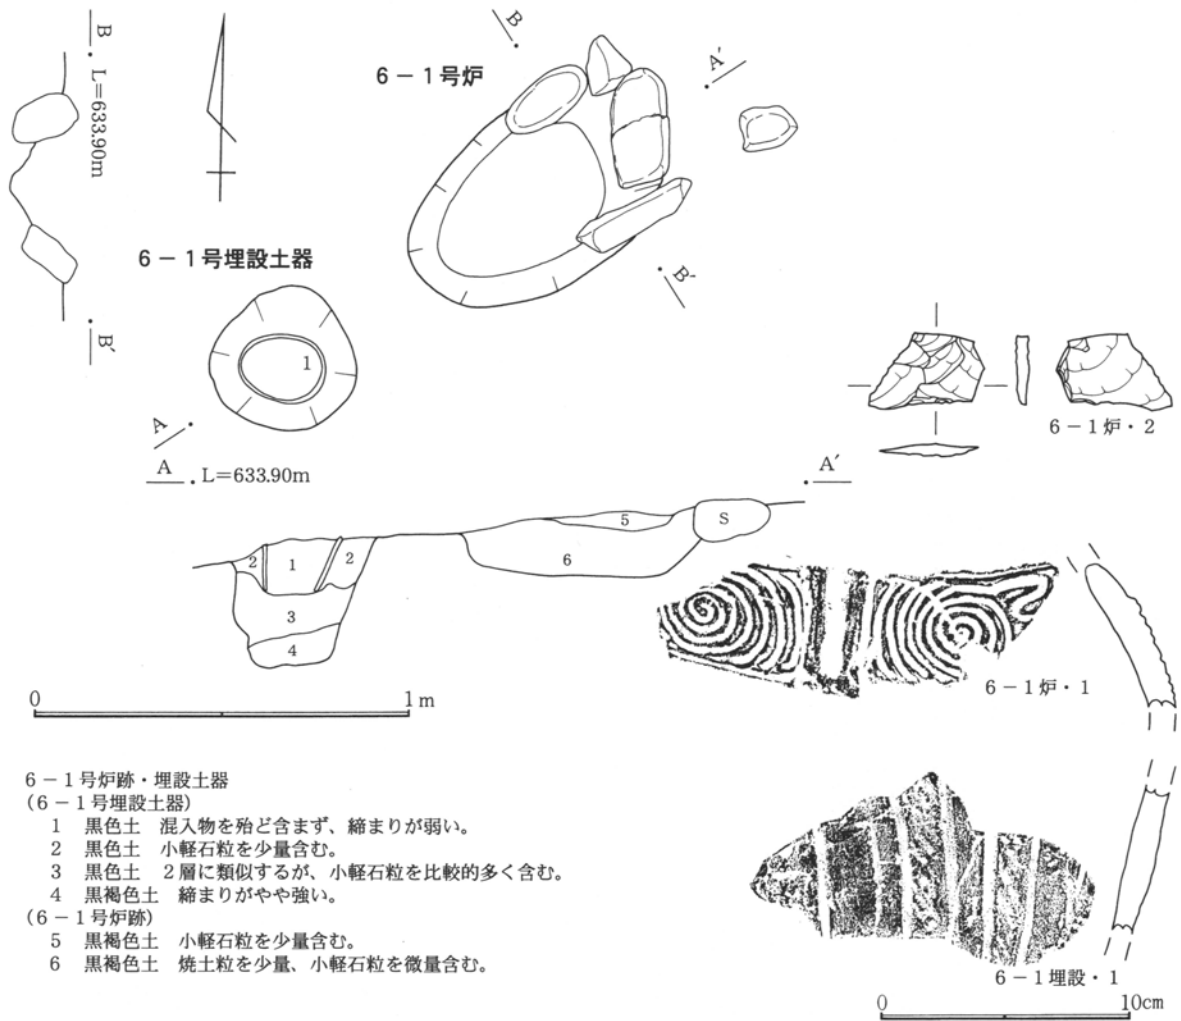 B
L＝633.90m
B′
6－1号炉
B
A′
B′
6－1号埋設土器
1
A
A
L＝633.90m
A′
6－1炉・2
2
1
2
3
4
5
6
S
0
1m
6－1炉・1
6－1号炉跡・埋設土器
(6－1号埋設土器)
1 黒色土 混入物を殆ど含まず、締まりが弱い。
2 黒色土 小軽石粒を少量含む。
3 黒色土 2層に類似するが、小軽石粒を比較的多く含む。
4 黒褐色土 締まりがやや強い。
(6－1号炉跡)
5 黒褐色土 小軽石粒を少量含む。
6 黒褐色土 焼土粒を少量、小軽石粒を微量含む。
6－1埋設・1
0
10cm